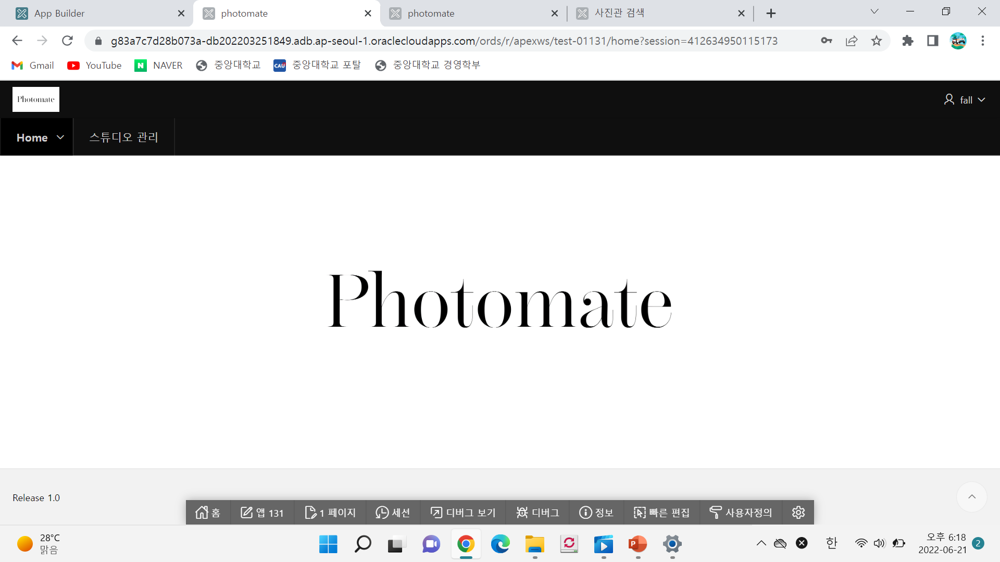 App Builder
photomate
photomate
사진관 검색
g83a7c7d28b073a-db202203251849.adb.ap-seoul-1.oraclecloudapps.com/ords/r/apexws/test-01131/home?session=412634950115173
Gmail
YouTube
N NAVER
중앙대학교
CAU 중앙대학교 포탈
중앙대학교 경영학부
Photomate
fall
Home
스튜디오 관리
Photomate
Release 1.0
홈
앱 131
1 페이지
세션
디버그 보기
디버그
정보
빠른 편집
사용자정의
28°C
맑음
P
한
오후 6:18
2022-06-21
2